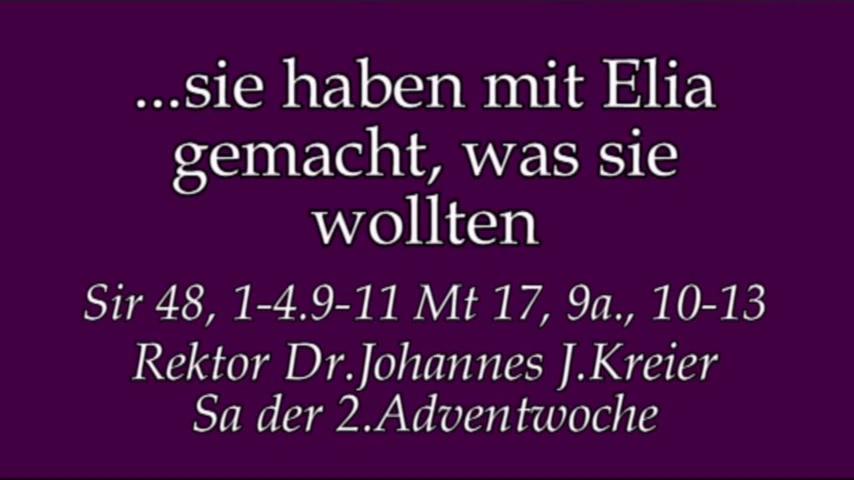 ...sie haben mit Elia
gemacht, was sie
wollten
Sir 48, 1-4.9-11 Mt 17, 9a., 10-13
Rektor Dr.Johannes J.Kreier
Sa der 2.Adventwoche